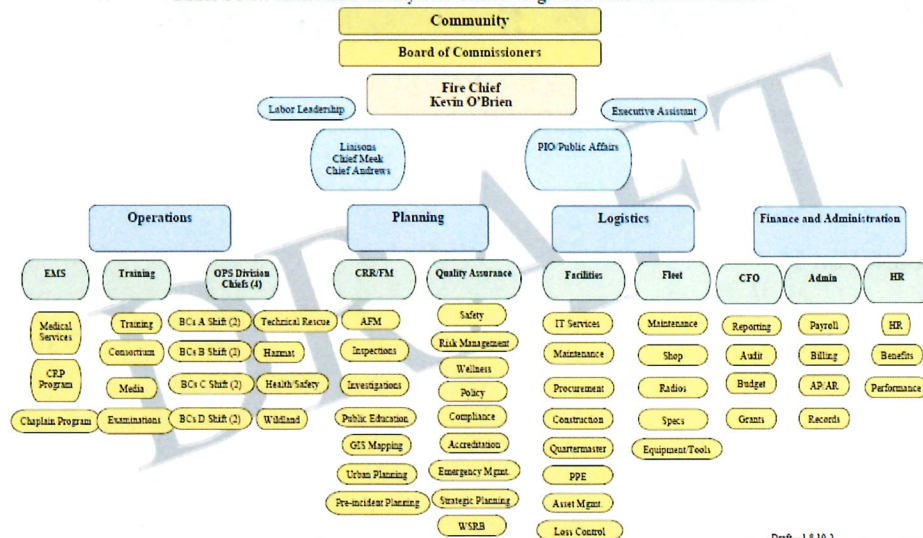 Community
Board of Commissioners
Fire Chief
Kevin O'Brien
Labor Leadership
Executive Assistant
Liaisons
Chief Meek
Chief Andrews
PIO/Public Affairs
Operations
Planning
Logistics
Finance and Administration
EMS
Training
OPS Division
Chiefs (4)
CRR/FM
Quality Assurance
Facilities
Fleet
CFO
Admin
HR
Medical
Services
CRP
Program
Chaplain Program
Training
Consortium
Media
Examinations
BCs A Shift (2)
BCs B Shift (2)
BCs C Shift (2)
BCs D Shift (2)
Technical Rescue
Hazmat
Health/Safety
Wildland
AFM
Inspections
Investigations
Public Education
GIS Mapping
Urban Planning
Pre-incident Planning
Safety
Risk Management
Wellness
Policy
Compliance
Accreditation
Emergency Mgmt.
Strategic Planning
WSRB
IT Services
Maintenance
Procurement
Construction
Quartermaster
PPE
Asset Mgmt.
Loss Control
Maintenance
Shop
Radios
Specs
Equipment/Tools
Reporting
Audit
Budget
Grants
Payroll
Billing
AP/AR
Records
HR
Benefits
Performance
DRAFT